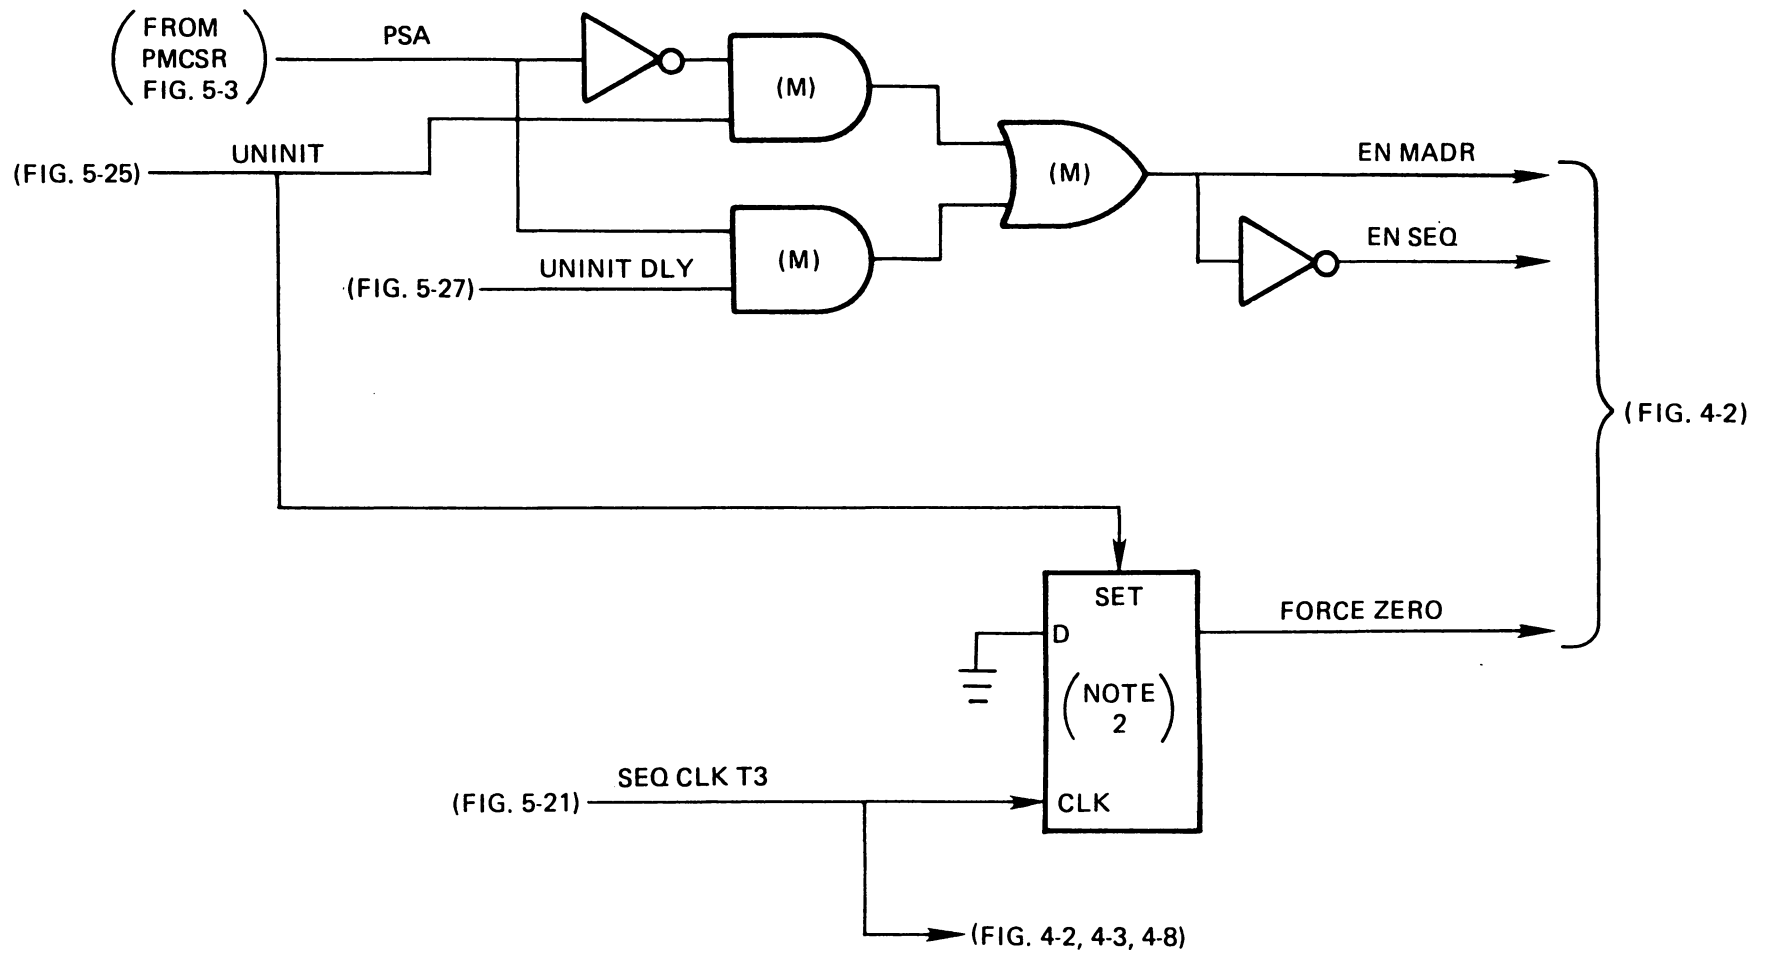 (FROM
PMCSR
FIG. 5-3)
PSA
(M)
UNINIT
(FIG. 5-25)
(M)
EN MADR
EN SEQ
(M)
UNINIT DLY
(FIG. 5-27)
(FIG. 4-2)
SET
D
FORCE ZERO
(NOTE
2)
SEQ CLK T3
(FIG. 5-21)
CLK
(FIG. 4-2, 4-3, 4-8)